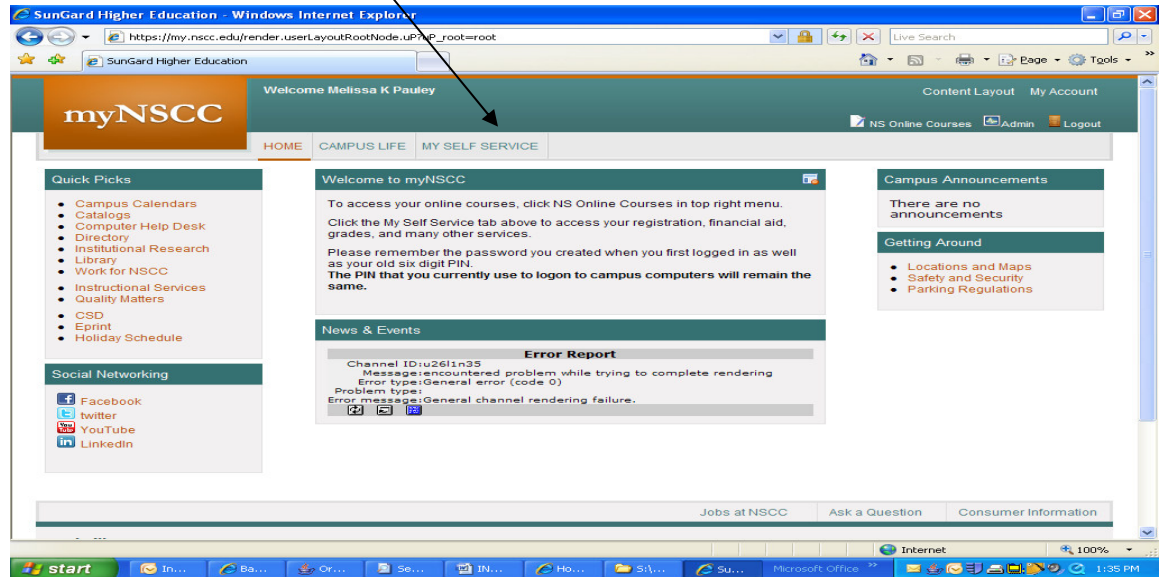 SunGard Higher Education - Windows Internet Explorer
https://my.nscc.edu/render.userLayoutRootNode.uP?uP_root=root
Live Search
SunGard Higher Education
Page
Tools
myNSCC
Welcome Melissa K Pauley
Content Layout My Account
NS Online Courses Admin Logout
HOME CAMPUS LIFE MY SELF SERVICE
Quick Picks
Campus Calendars
Catalogs
Computer Help Desk
Directory
Institutional Research
Library
Work for NSCC
Instructional Services
Quality Matters
CSD
Eprint
Holiday Schedule
Social Networking
Facebook
twitter
YouTube
LinkedIn
Welcome to myNSCC
To access your online courses, click NS Online Courses in top right menu.
Click the My Self Service tab above to access your registration, financial aid,
grades, and many other services.
Please remember the password you created when you first logged in as well
as your old six digit PIN.
The PIN that you currently use to logon to campus computers will remain the
same.
News & Events
Error Report
Channel ID:u26l1n35
Message:encountered problem while trying to complete rendering
Error type:General error (code 0)
Problem type:
Error message:General channel rendering failure.
Campus Announcements
There are no
announcements
Getting Around
Locations and Maps
Safety and Security
Parking Regulations
Jobs at NSCC Ask a Question Consumer Information
Internet 100%
start In... Ba... Or... Se... IN... Ho... S:\... Su... Microsoft Office 1:35 PM